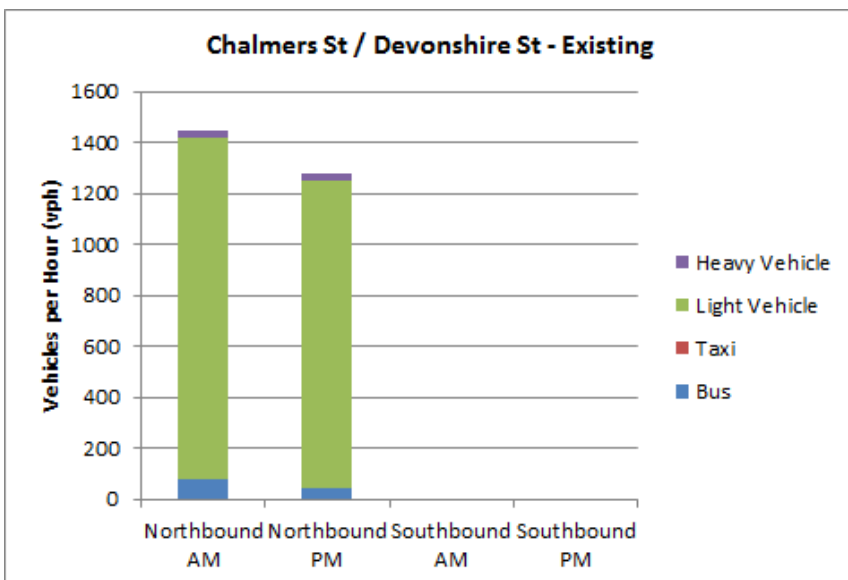 Chalmers St / Devonshire St - Existing
Vehicles per Hour (vph)
1600
1400
1200
1000
800
600
400
200
0
Northbound AM
Northbound PM
Southbound AM
Southbound PM
Heavy Vehicle
Light Vehicle
Taxi
Bus